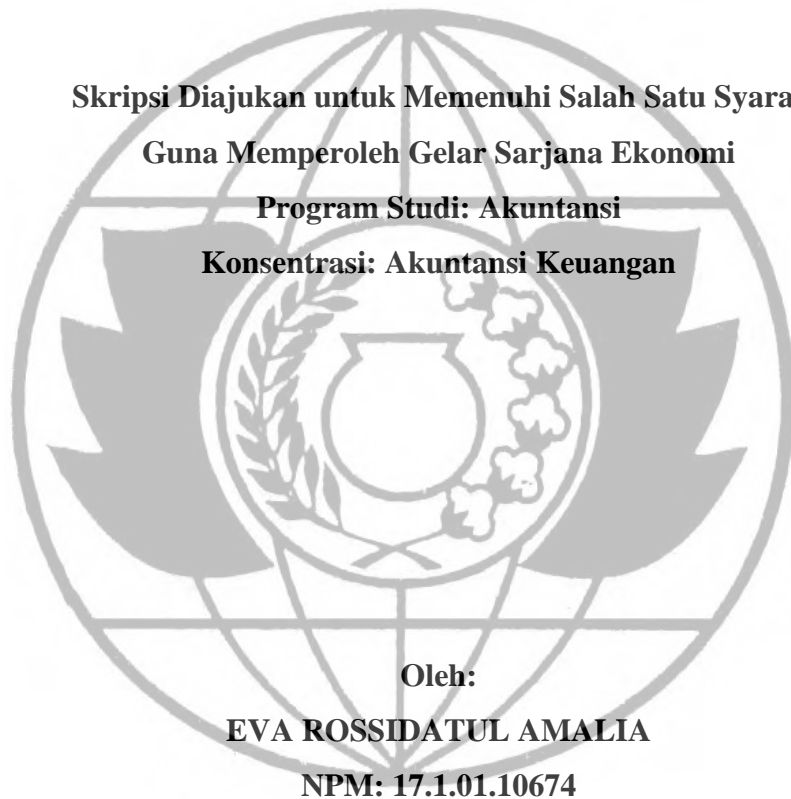 Skripsi Diajukan untuk Memenuhi Salah Satu Syara
Guna Memperoleh Gelar Sarjana Ekonomi
Program Studi: Akuntansi
Konsentrasi: Akuntansi Keuangan
Oleh:
EVA ROSSIDATUL AMALIA
NPM: 17.1.01.10674